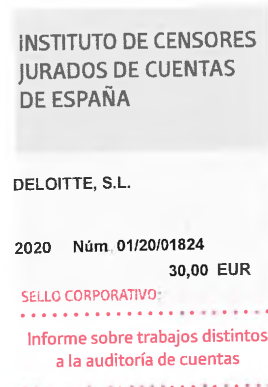 INSTITUTO DE CENSORES
JURADOS DE CUENTAS
DE ESPAÑA
DELOITTE, S.L.
2020 Núm. 01/20/01824
30,00 EUR
SELLO CORPORATIVO:
Informe sobre trabajos distintos
a la auditoría de cuentas